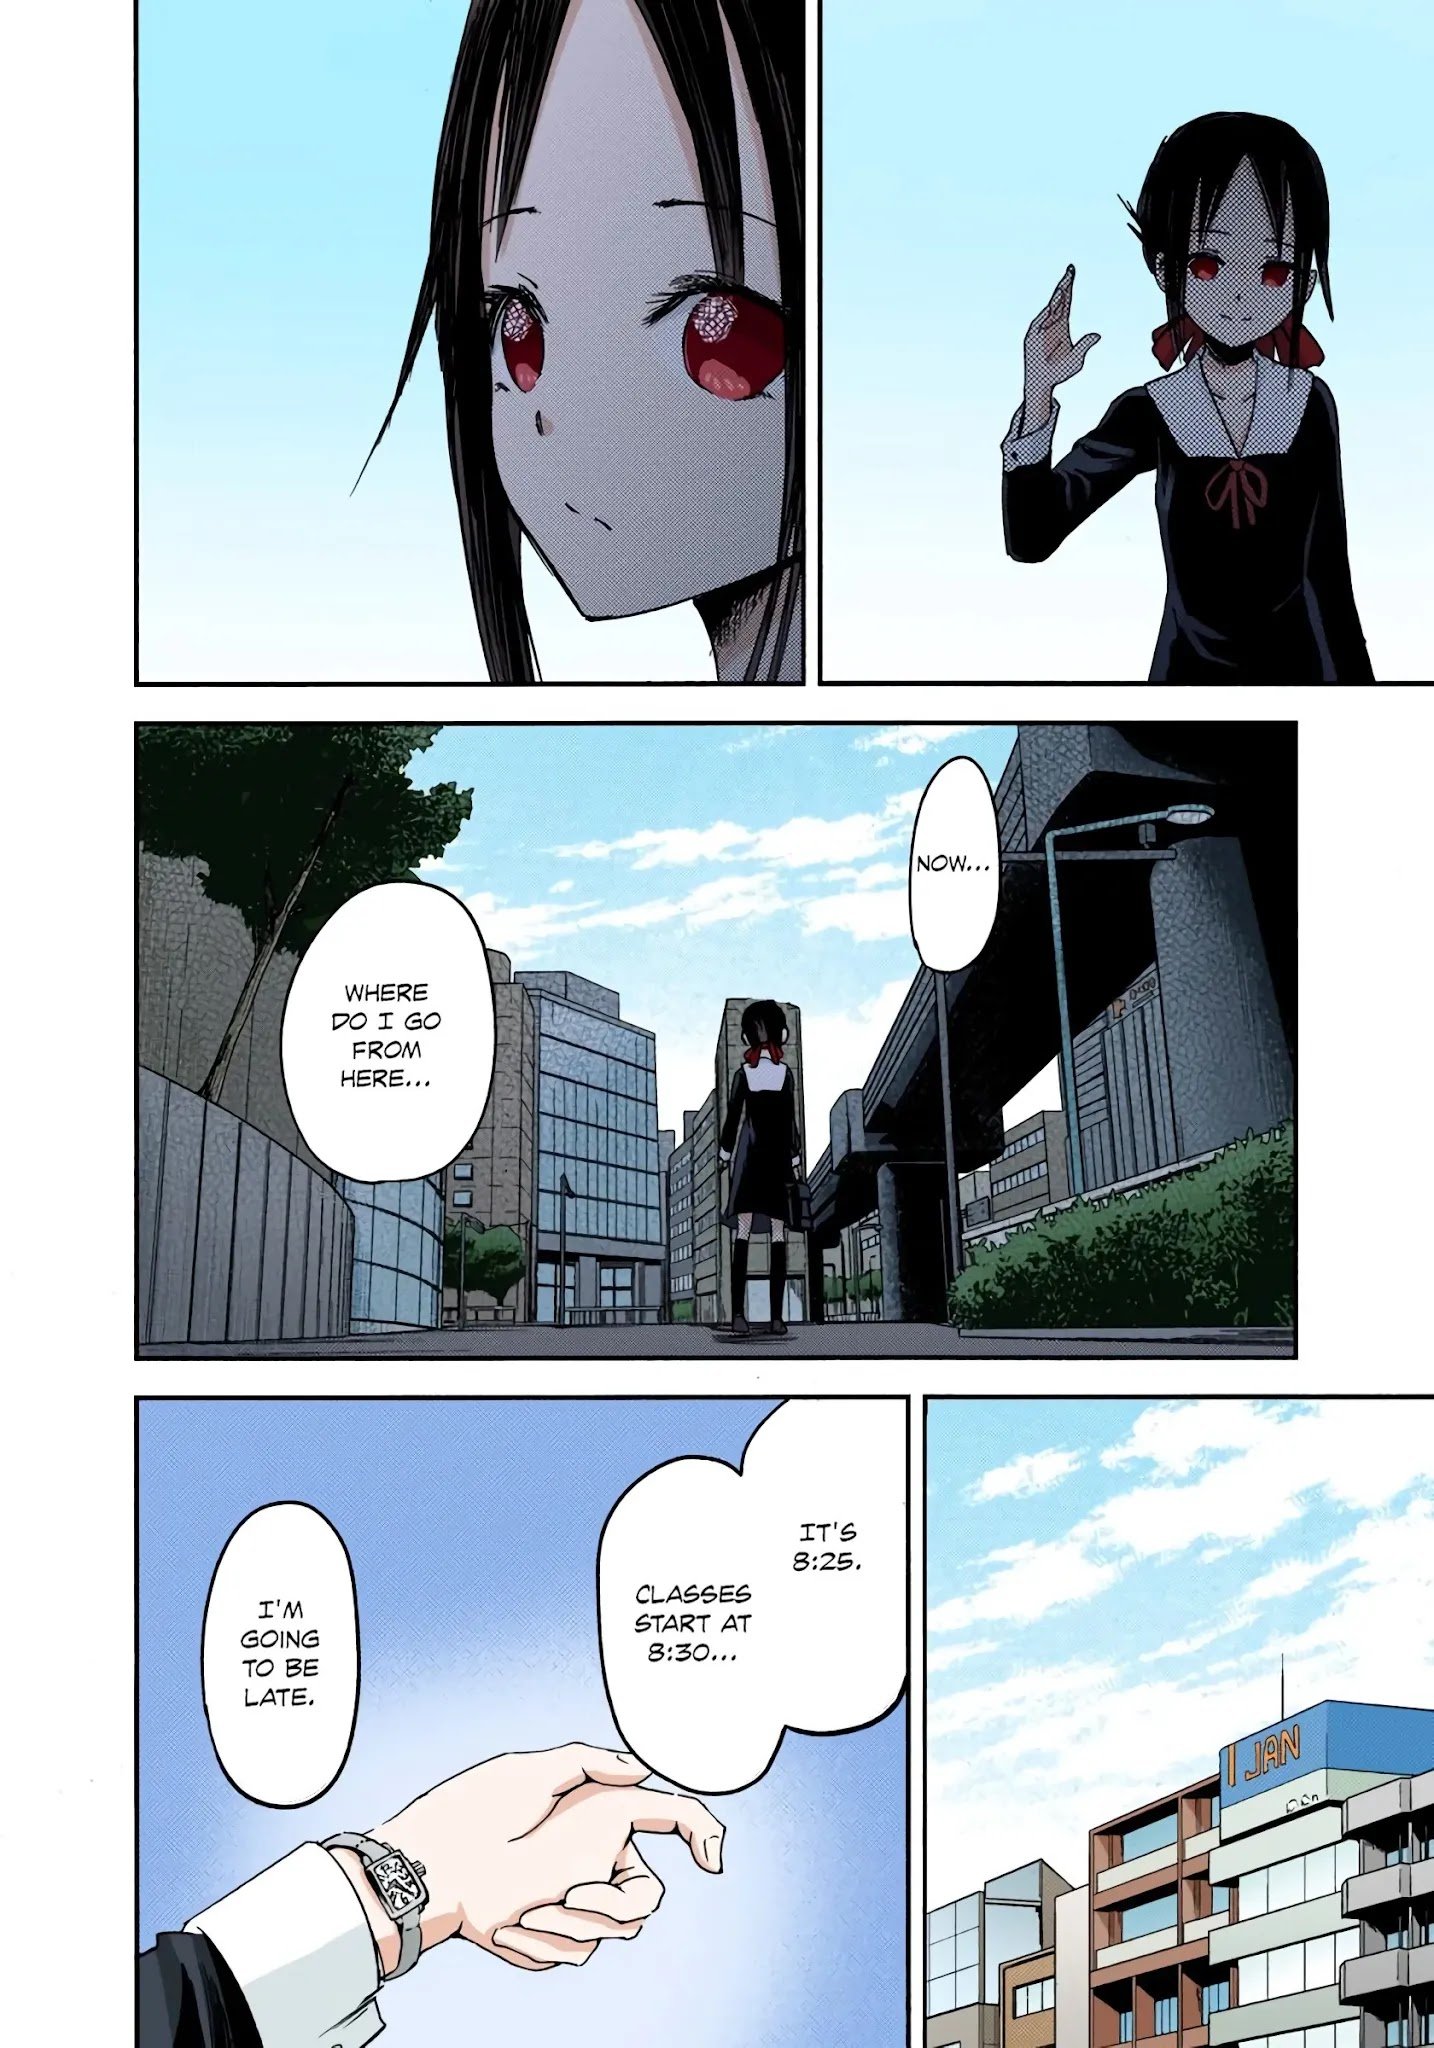 NOW...
WHERE
DO I GO
FROM
HERE...
I JAN
IT'S
8:25.
CLASSES
START AT
8:30...
I'M
GOING
TO BE
LATE.